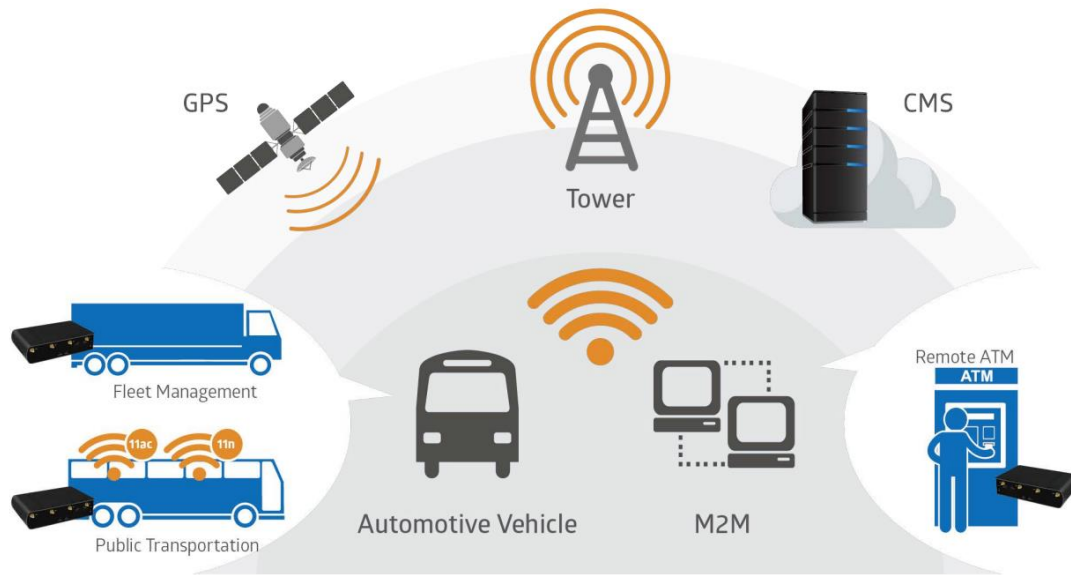 GPS
Tower
CMS
Fleet Management
11ac
11n
Public Transportation
Automotive Vehicle
M2M
Remote ATM
ATM